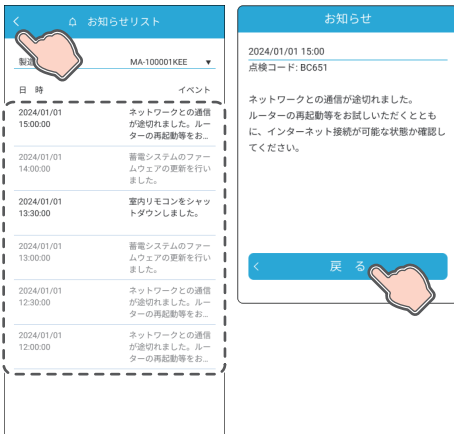 お知らせリスト
製造
MA-100001KEE ▼
日 時
イベント
2024/01/01
15:00:00
ネットワークとの通信
が途切れました。ルー
ターの再起動等をお...
2024/01/01
14:00:00
蓄電システムのファー
ムウェアの更新を行い
ました。
2024/01/01
13:30:00
室内リモコンをシャッ
トダウンしました。
2024/01/01
13:00:00
蓄電システムのファー
ムウェアの更新を行い
ました。
2024/01/01
12:30:00
ネットワークとの通信
が途切れました。ルー
ターの再起動等をお...
2024/01/01
12:00:00
ネットワークとの通信
が途切れました。ルー
ターの再起動等をお...
お知らせ
2024/01/01 15:00
点検コード: BC651
ネットワークとの通信が途切れました。
ルーターの再起動等をお試しいただくととも
に、インターネット接続が可能な状態か確認し
てください。
戻 る